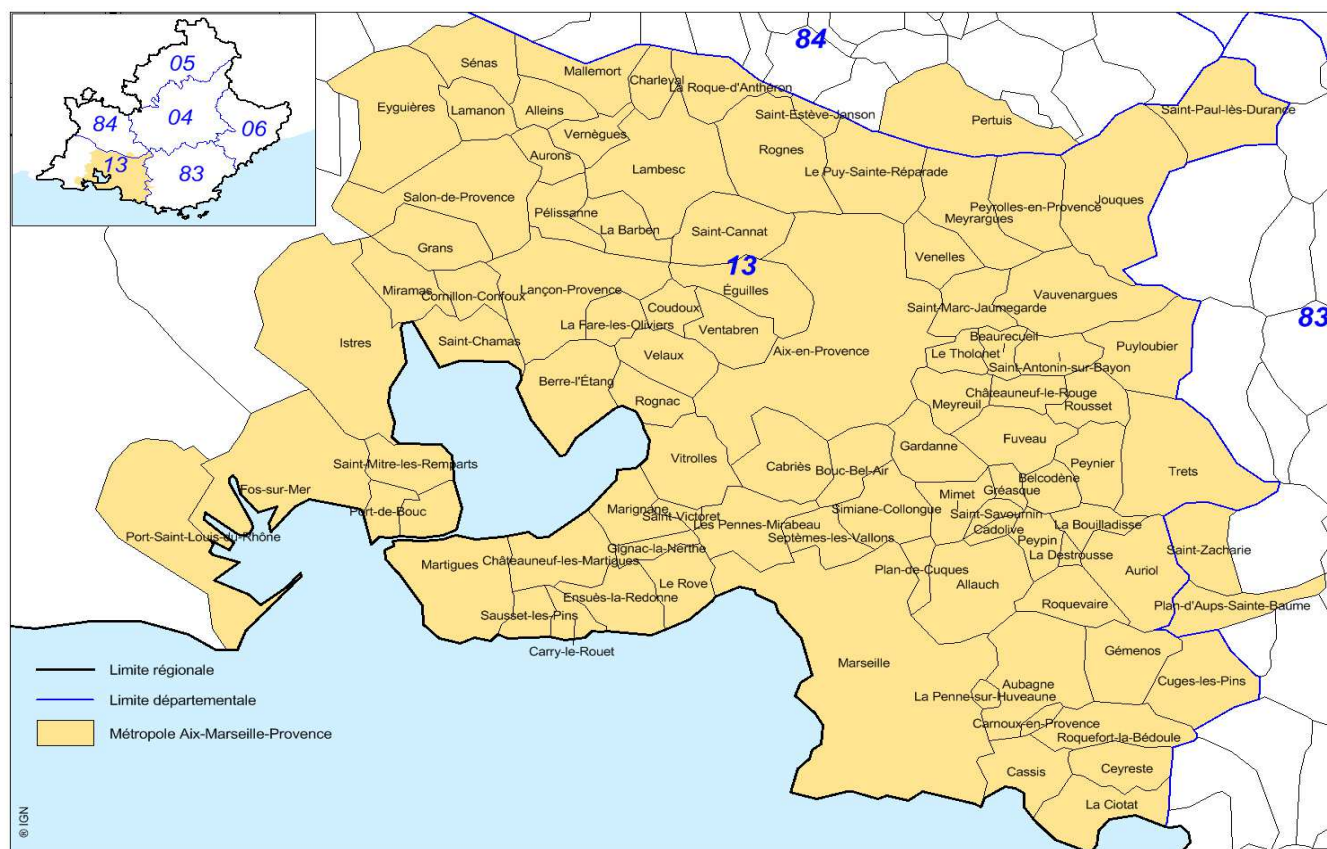 05
04
84
06
13
83
84
83
13
Sénas
Mallemort
Charleval
La Roque-d'Anthéron
Eyguières
Lamanon
Alleins
Saint-Estève-Janson
Pertuis
Saint-Paul-lès-Durance
Vernègues
Aurons
Lambesc
Rognes
Le Puy-Sainte-Réparade
Salon-de-Provence
Peyrolles-en-Provence
Jouques
Meyrargues
Pélissanne
La Barben
Saint-Cannat
Grans
Venelles
Miramas
Cornillon-Confoux
Lançon-Provence
Éguilles
Vauvenargues
Coudoux
Saint-Marc-Jaumegarde
La Fare-les-Oliviers
Ventabren
Istres
Saint-Chamas
Beaurecueil
Puyloubier
Velaux
Aix-en-Provence
Le Tholonet
Saint-Antonin-sur-Bayon
Berre-l'Étang
Châteauneuf-le-Rouge
Rognac
Meyreuil
Rousset
Gardanne
Fuveau
Vitrolles
Saint-Mitre-les-Remparts
Cabriès
Bouc-Bel-Air
Peynier
Trets
Belcodène
Fos-sur-Mer
Mimet
Gréasque
Port-de-Bouc
Marignane
Saint-Victoret
Simiane-Collongue
Saint-Savournin
Les Pennes-Mirabeau
La Bouilladisse
Cadolive
Port-Saint-Louis-du-Rhône
Septèmes-les-Vallons
Peypin
Gignac-la-Nerthe
La Destrousse
Saint-Zacharie
Martigues
Châteauneuf-les-Martigues
Plan-de-Cuques
Auriol
Le Rove
Allauch
Ensuès-la-Redonne
Roquevaire
Plan-d'Aups-Sainte-Baume
Sausset-les-Pins
Carry-le-Rouet
Gémenos
Marseille
Aubagne
Cuges-les-Pins
La Penne-sur-Huveaune
Carnoux-en-Provence
Roquefort-la-Bédoule
Cassis
Ceyreste
La Ciotat
Limite régionale
Limite départementale
Métropole Aix-Marseille-Provence
® IGN